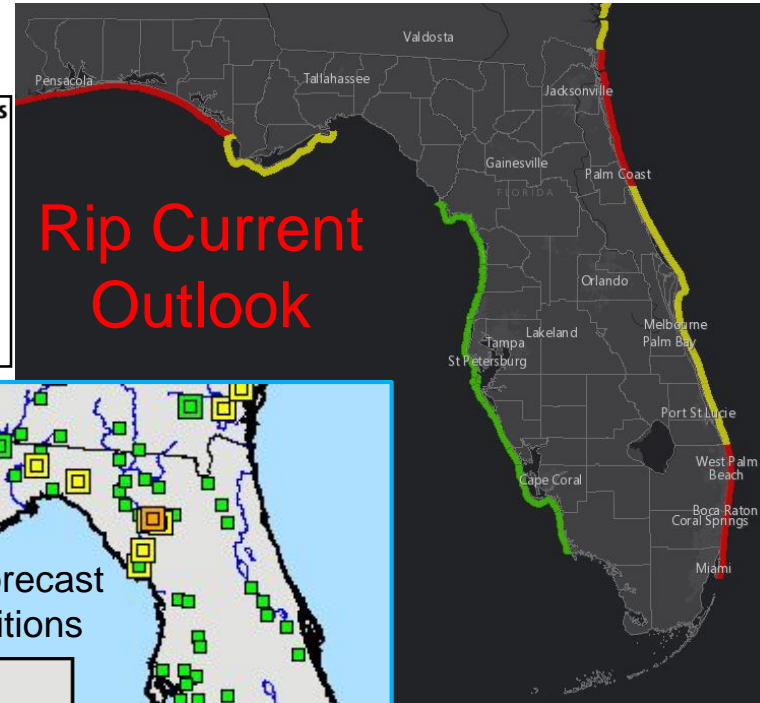 Valdosta
Pensacola
Tallahassee
Jacksonville
s
Gainesville
Palm Coast
FLORIDA
Rip Current
Outlook
Orlando
Melbourne
Palm Bay
Lakeland
Tampa
St Petersburg
Port St Lucie
West Palm
Beach
Cape Coral
Boca Raton
Coral Springs
Miami
orecast
itions